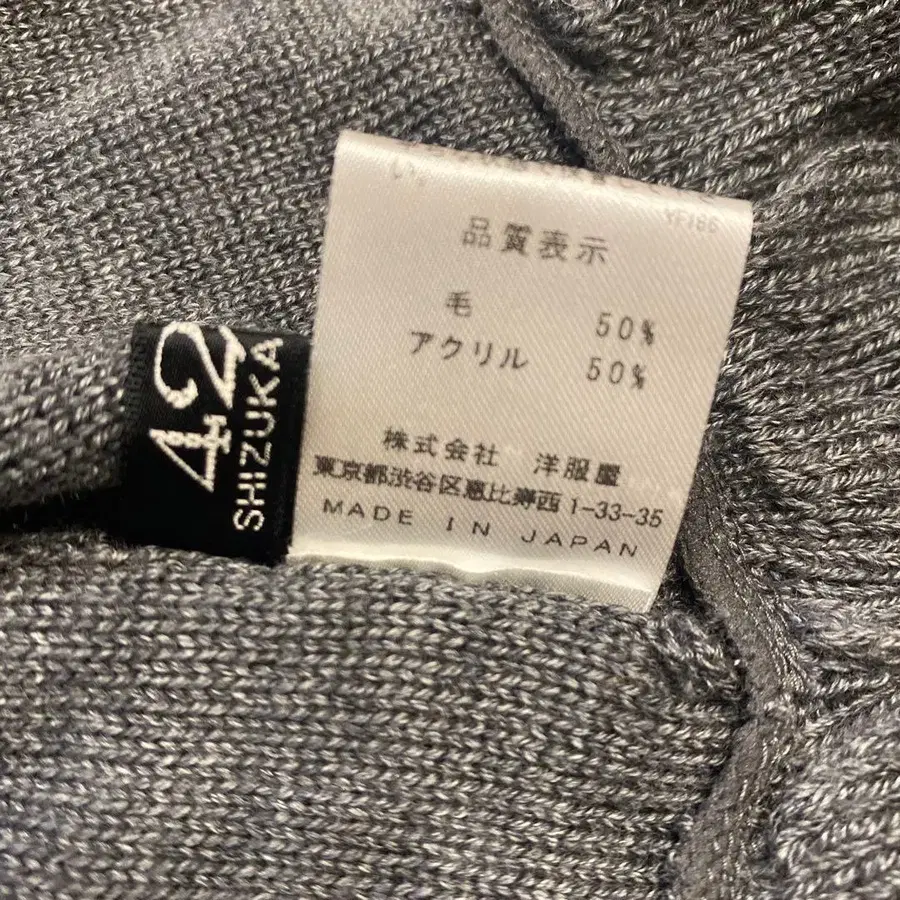 い。
品質表示
毛 50%
アクリル 50%
株式会社 洋服屋
東京都渋谷区恵比寿西1-33-35
MADE IN JAPAN
42
SHIZUKA